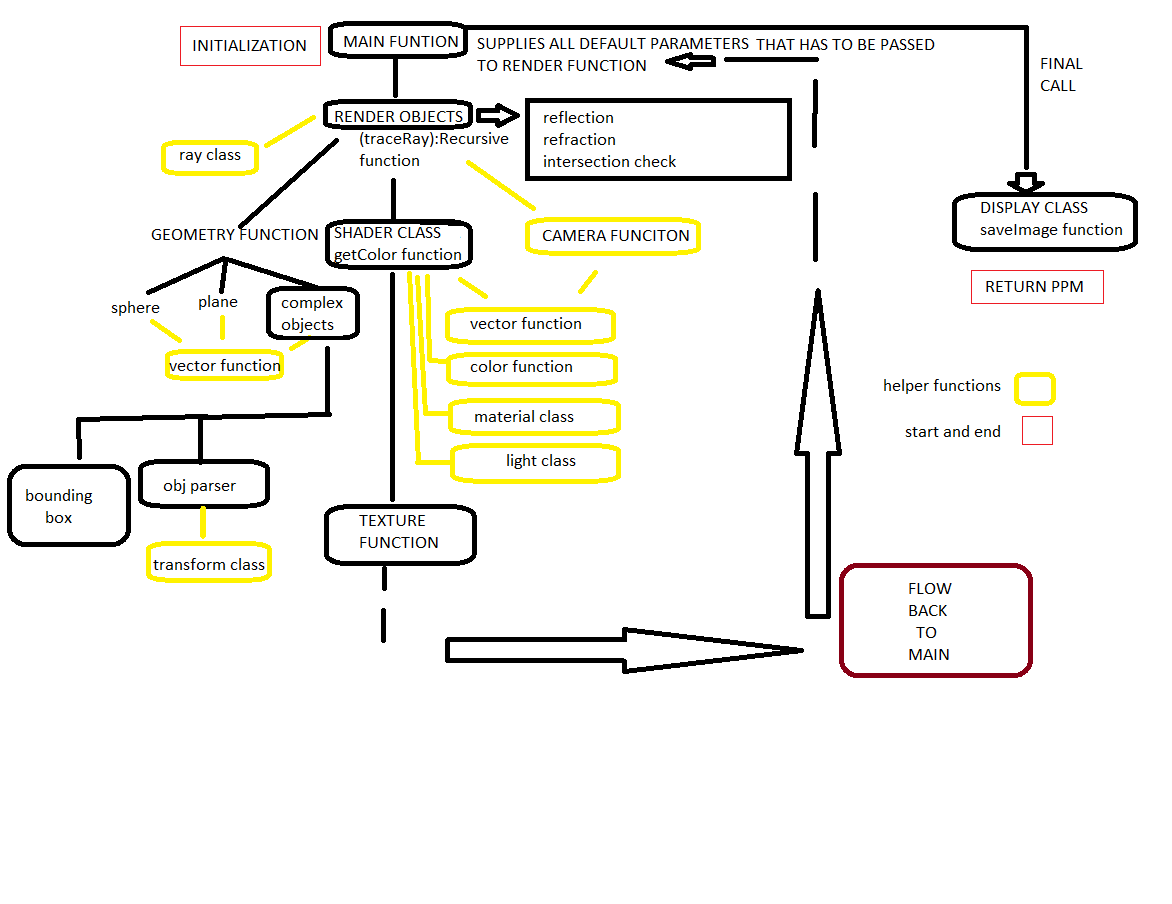 INITIALIZATION
MAIN FUNTION
SUPPLIES ALL DEFAULT PARAMETERS THAT HAS TO BE PASSED
TO RENDER FUNCTION
FINAL
CALL
RENDER OBJECTS
(traceRay):Recursive
function
reflection
refraction
intersection check
ray class
GEOMETRY FUNCTION
SHADER CLASS
getColor function
CAMERA FUNCITON
DISPLAY CLASS
saveImage function
RETURN PPM
sphere
plane
complex
objects
vector function
vector function
color function
material class
light class
helper functions
start and end
bounding
box
obj parser
transform class
TEXTURE
FUNCTION
FLOW
BACK
TO
MAIN